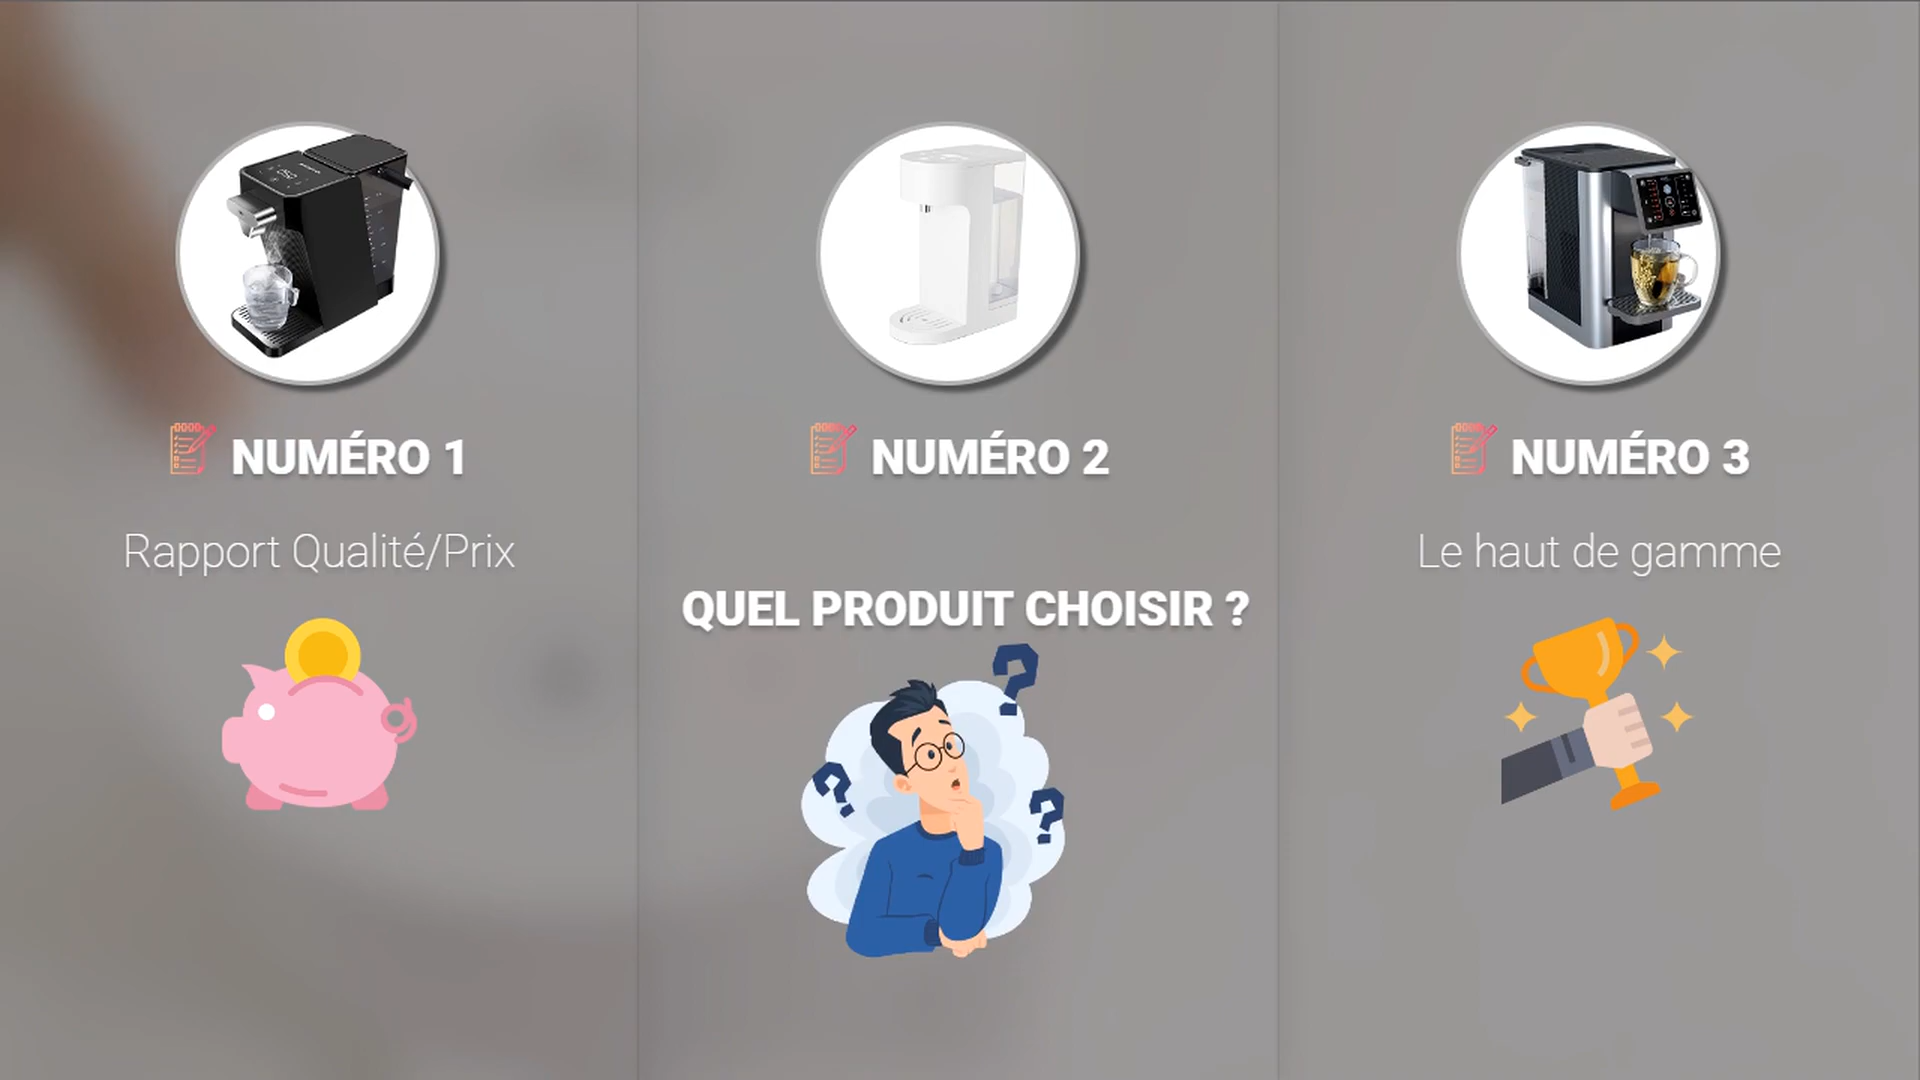 NUMÉRO 1
Rapport Qualité/Prix
NUMÉRO 2
QUEL PRODUIT CHOISIR ?
NUMÉRO 3
Le haut de gamme